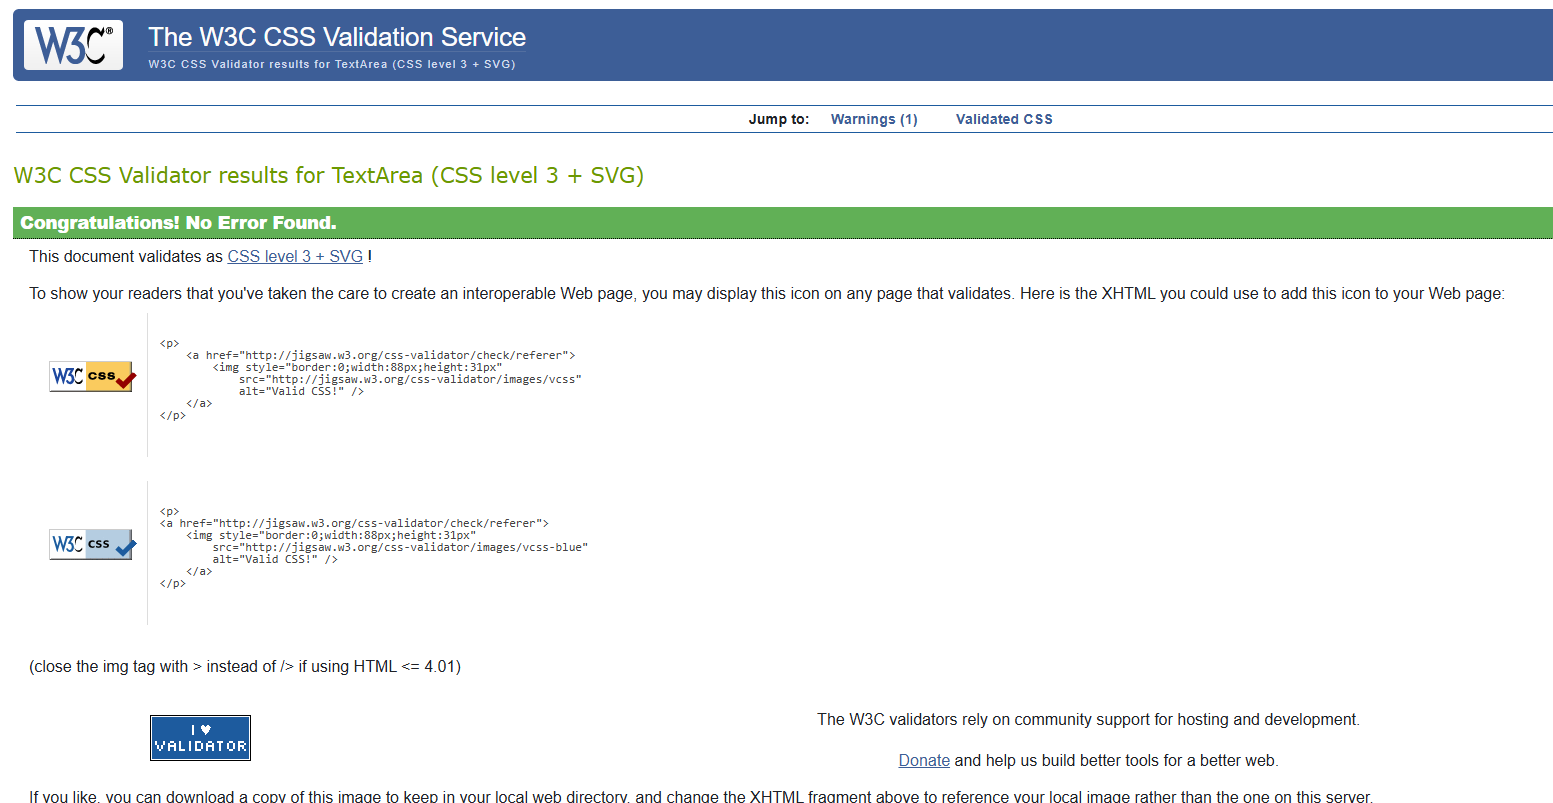 W3C®
The W3C CSS Validation Service
W3C CSS Validator results for TextArea (CSS level 3 + SVG)
Jump to: Warnings (1) Validated CSS
W3C CSS Validator results for TextArea (CSS level 3 + SVG)
Congratulations! No Error Found.
This document validates as CSS level 3 + SVG !
To show your readers that you've taken the care to create an interoperable Web page, you may display this icon on any page that validates. Here is the XHTML you could use to add this icon to your Web page:
W3C css
<p>
<a href="http://jigsaw.w3.org/css-validator/check/referer">
<img style="border:0;width:88px;height:31px"
src="http://jigsaw.w3.org/css-validator/images/vcss"
alt="Valid CSS!" />
</a>
</p>
W3C css
<p>
<a href="http://jigsaw.w3.org/css-validator/check/referer">
<img style="border:0;width:88px;height:31px"
src="http://jigsaw.w3.org/css-validator/images/vcss-blue"
alt="Valid CSS!" />
</a>
</p>
(close the img tag with > instead of /> if using HTML <= 4.01)
I ♥
VALIDATOR
The W3C validators rely on community support for hosting and development.
Donate and help us build better tools for a better web.
If you like, you can download a copy of this image to keep in your local web directory, and change the XHTML fragment above to reference your local image rather than the one on this server.